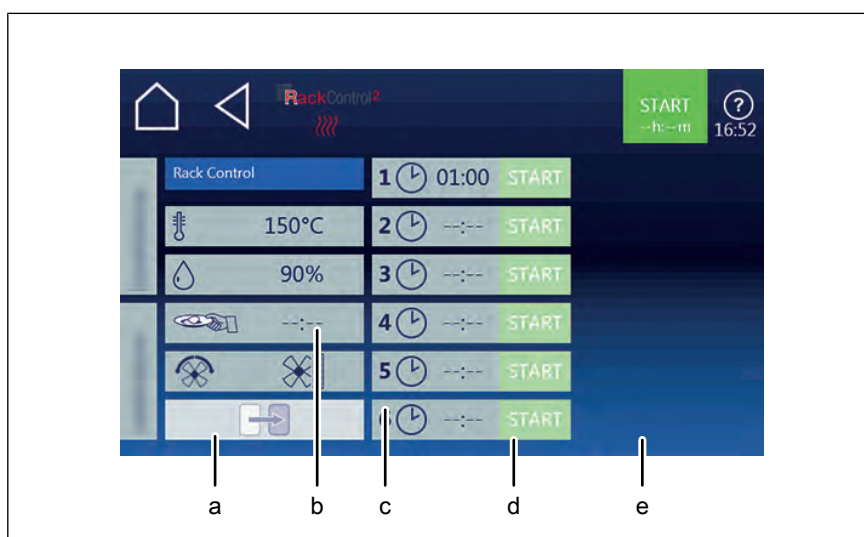 RackControl²
START
--h:--m
16:52
Rack Control
1 01:00 START
150°C
2 --:-- START
90%
3 --:-- START
--:--
4 --:-- START
5 --:-- START
6 --:-- START
a b c d e